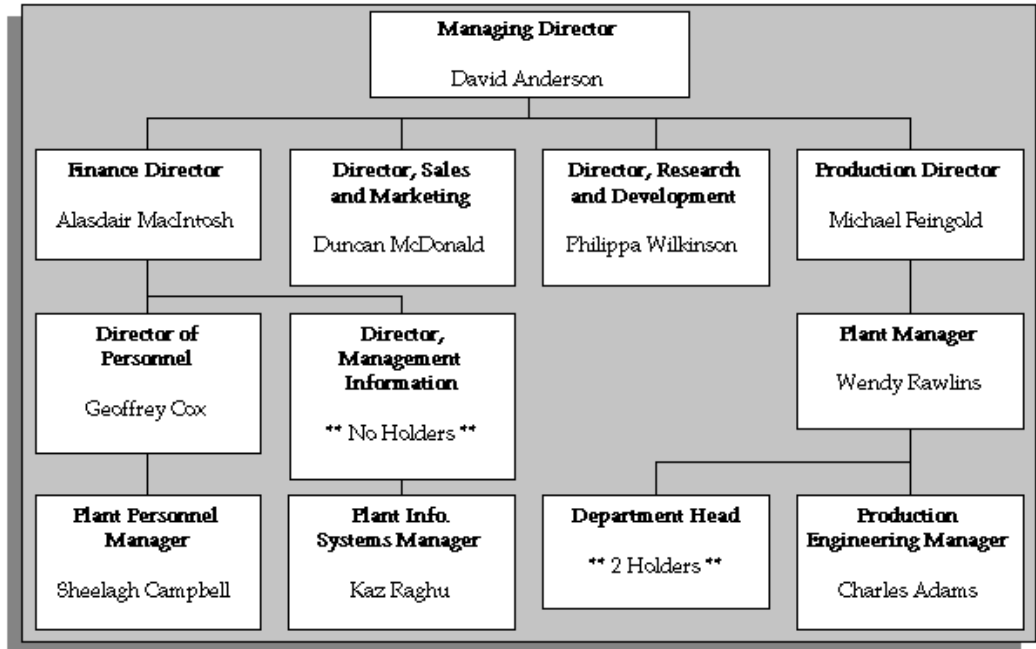 Managing Director
David Anderson
Finance Director
Alasdair MacIntosh
Director, Sales
and Marketing
Duncan McDonald
Director, Research
and Development
Philippa Wilkinson
Production Director
Michael Feingold
Director of
Personnel
Geoffrey Cox
Director,
Management
Information
** No Holders **
Plant Manager
Wendy Rawlins
Plant Personnel
Manager
Sheelagh Campbell
Plant Info.
Systems Manager
Kaz Raghu
Department Head
** 2 Holders **
Production
Engineering Manager
Charles Adams